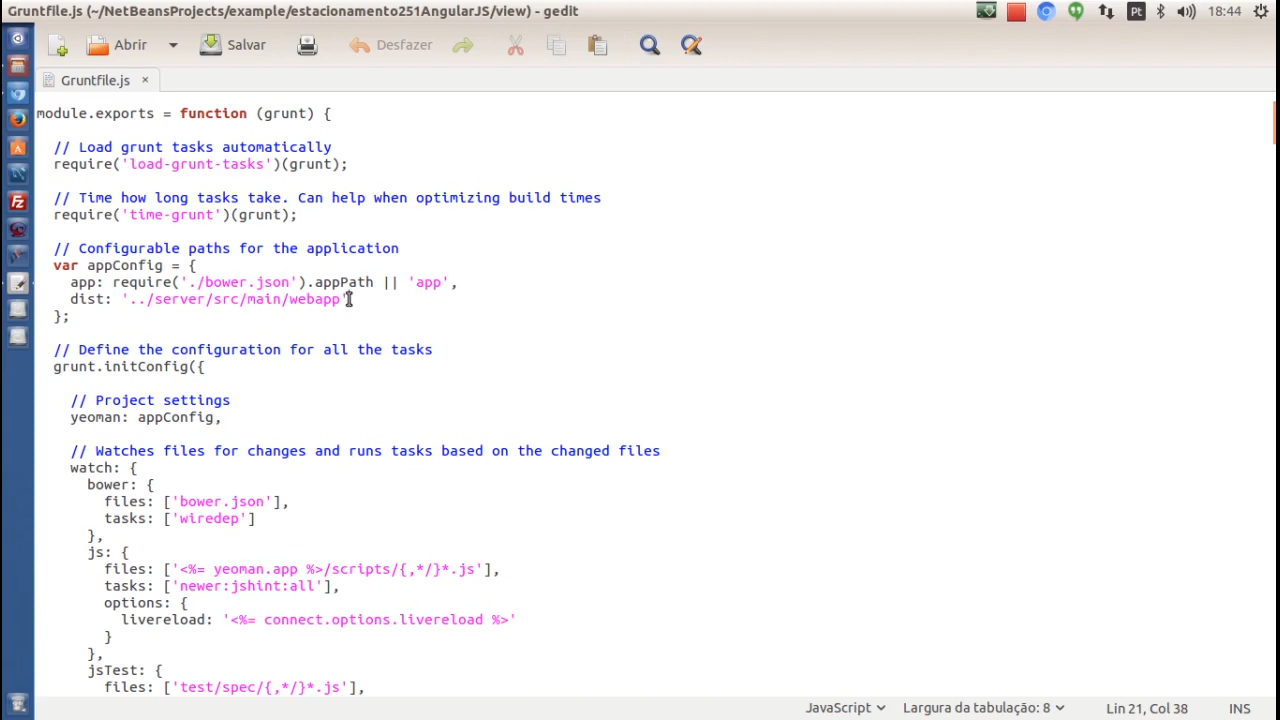 Gruntfile.js (~/NetBeansProjects/example/estacionamento251AngularJS/view) - gedit
Pt
18:44
Abrir
Salvar
Desfazer
Gruntfile.js ×
module.exports = function (grunt) {
// Load grunt tasks automatically
require('load-grunt-tasks')(grunt);
// Time how long tasks take. Can help when optimizing build times
require('time-grunt')(grunt);
// Configurable paths for the application
var appConfig = {
app: require('./bower.json').appPath || 'app',
dist: '../server/src/main/webapp'
};
// Define the configuration for all the tasks
grunt.initConfig({
// Project settings
yeoman: appConfig,
// Watches files for changes and runs tasks based on the changed files
watch: {
bower: {
files: ['bower.json'],
tasks: ['wiredep']
},
js: {
files: ['<%= yeoman.app %>/scripts/{,*/}*.js'],
tasks: ['newer:jshint:all'],
options: {
livereload: '<%= connect.options.livereload %>'
}
},
jsTest: {
files: ['test/spec/{,*/}*.js'],
JavaScript
Largura da tabulação: 8
Lin 21, Col 38
INS